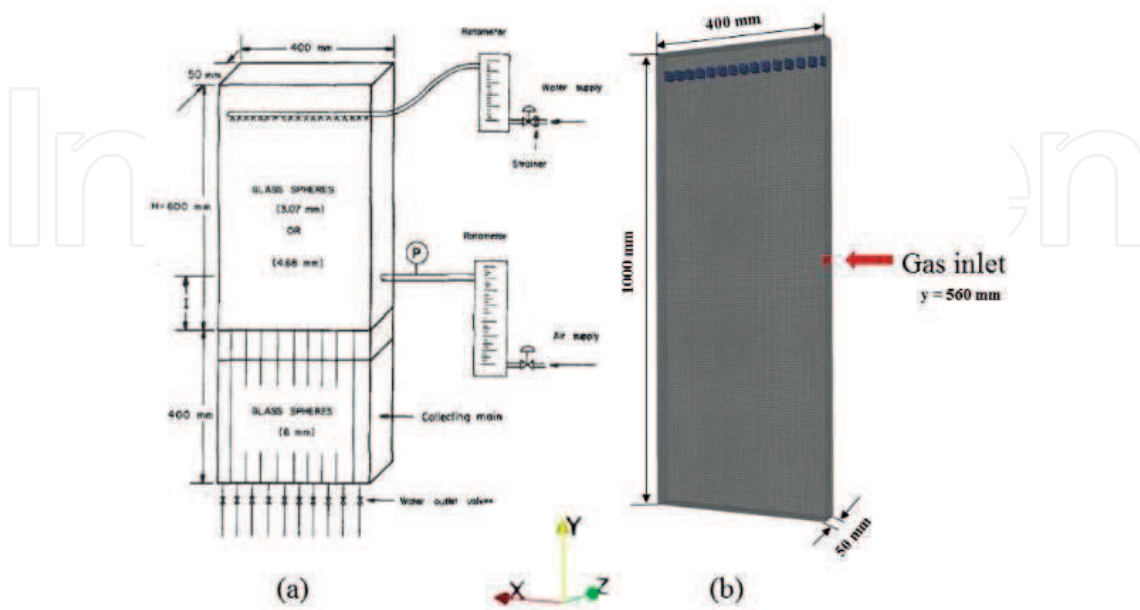 400 mm
50 mm
Rotameter
Water supply
Strainer
GLASS SPHERES
(3.07 mm)
OR
(4.68 mm)
H=600 mm
Rotameter
P
I
Air supply
400 mm
GLASS SPHERES
(6 mm)
Collecting main
Water outlet valves
(a)
Y
X
Z
400 mm
1000 mm
Gas inlet
y = 560 mm
50 mm
(b)